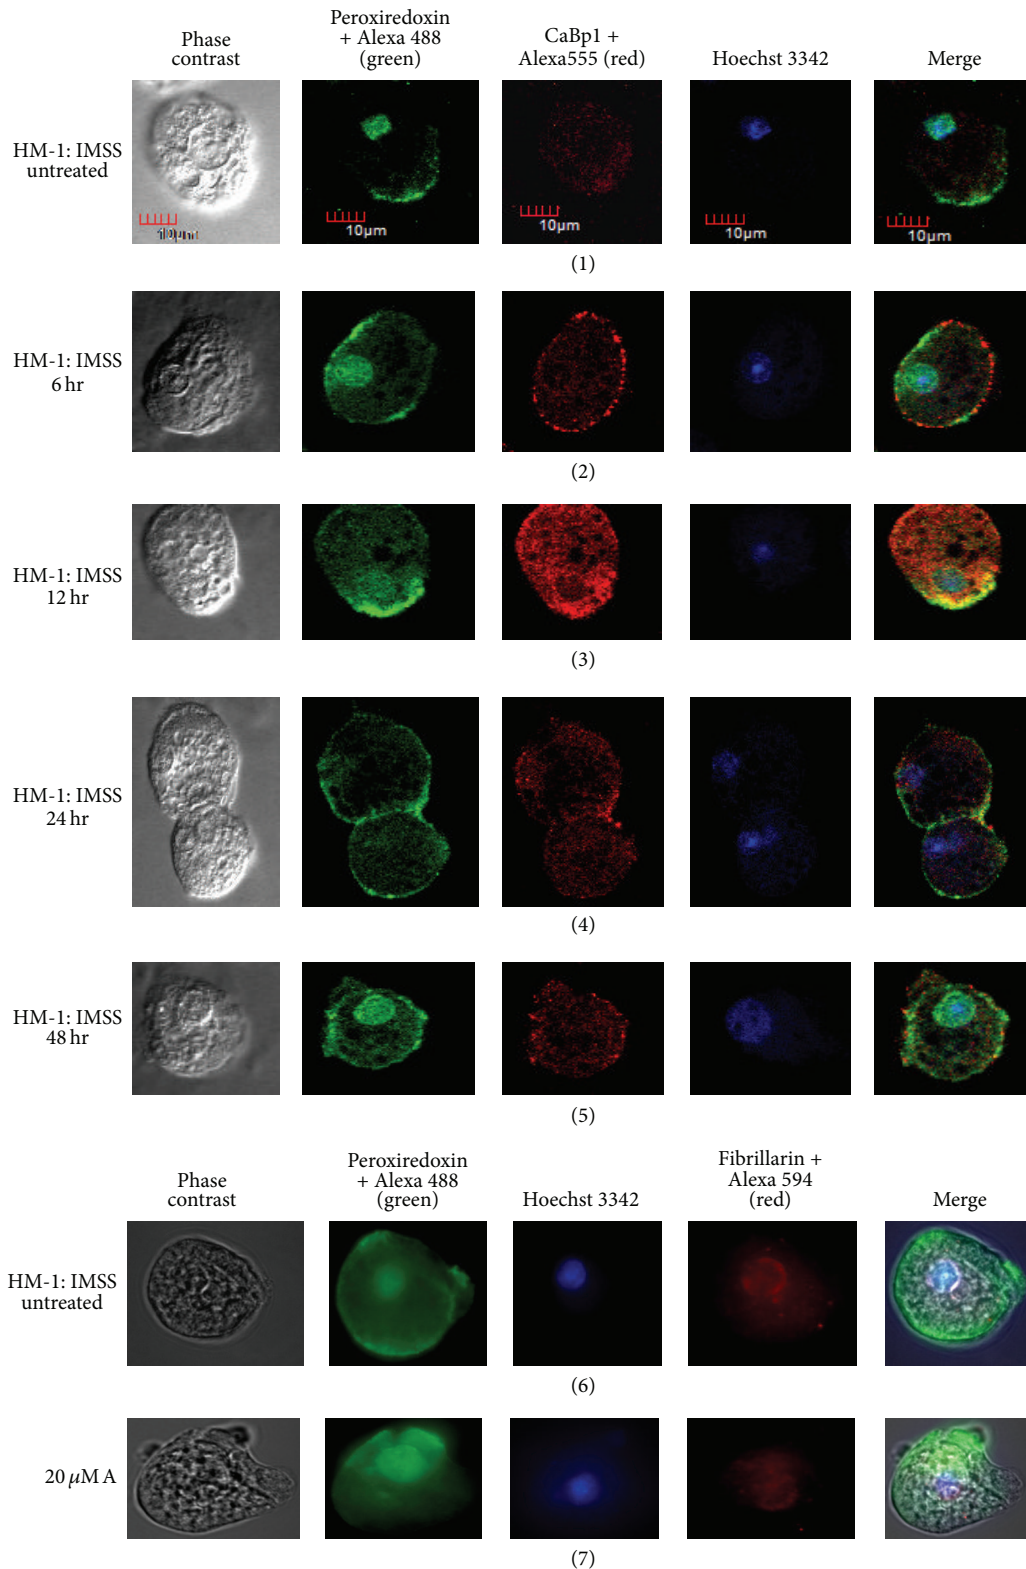 Phase
contrast
Peroxiredoxin
+ Alexa 488
(green)
CaBp1 +
Alexa555 (red)
Hoechst 3342
Merge
HM-1: IMSS
untreated
10μm
10μm
10μm
10μm
10μm
(1)
HM-1: IMSS
6 hr
(2)
HM-1: IMSS
12 hr
(3)
HM-1: IMSS
24 hr
(4)
HM-1: IMSS
48 hr
(5)
Phase
contrast
Peroxiredoxin
+ Alexa 488
(green)
Hoechst 3342
Fibrillarin +
Alexa 594
(red)
Merge
HM-1: IMSS
untreated
(6)
20 μM A
(7)